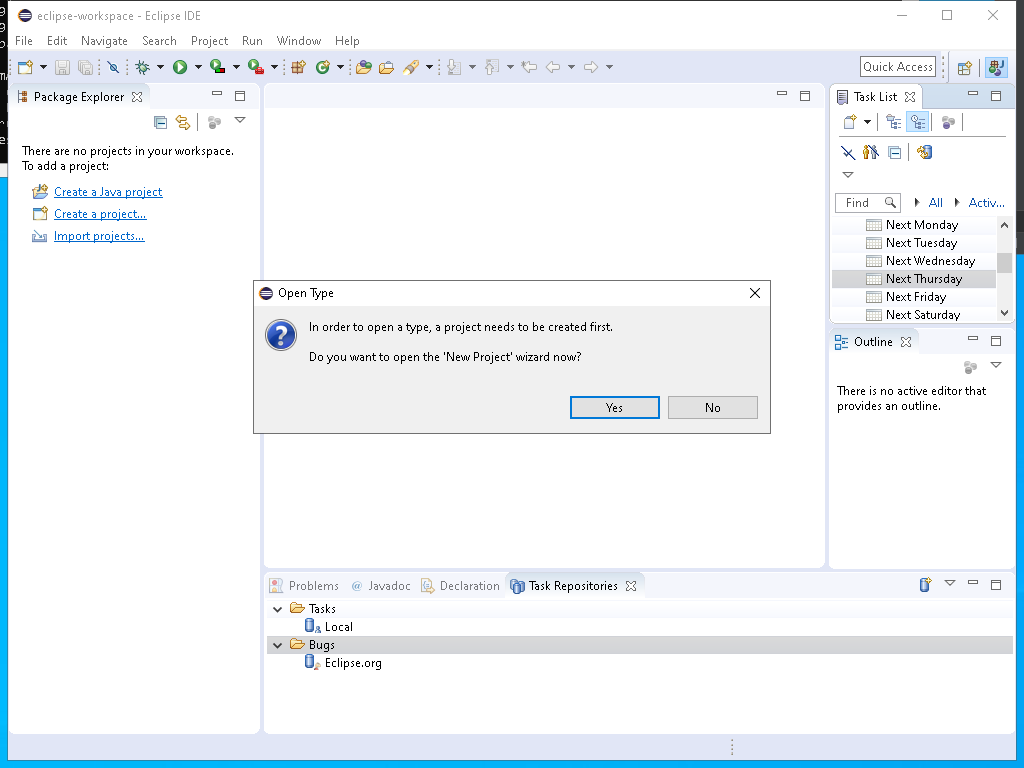 eclipse-workspace - Eclipse IDE
File Edit Navigate Search Project Run Window Help
Quick Access
Package Explorer
There are no projects in your workspace.
To add a project:
Create a Java project
Create a project...
Import projects...
Task List
Find All Activ...
Next Monday
Next Tuesday
Next Wednesday
Next Thursday
Next Friday
Next Saturday
Outline
There is no active editor that
provides an outline.
Open Type
In order to open a type, a project needs to be created first.
Do you want to open the 'New Project' wizard now?
Yes No
Problems @ Javadoc Declaration Task Repositories
Tasks
Local
Bugs
Eclipse.org